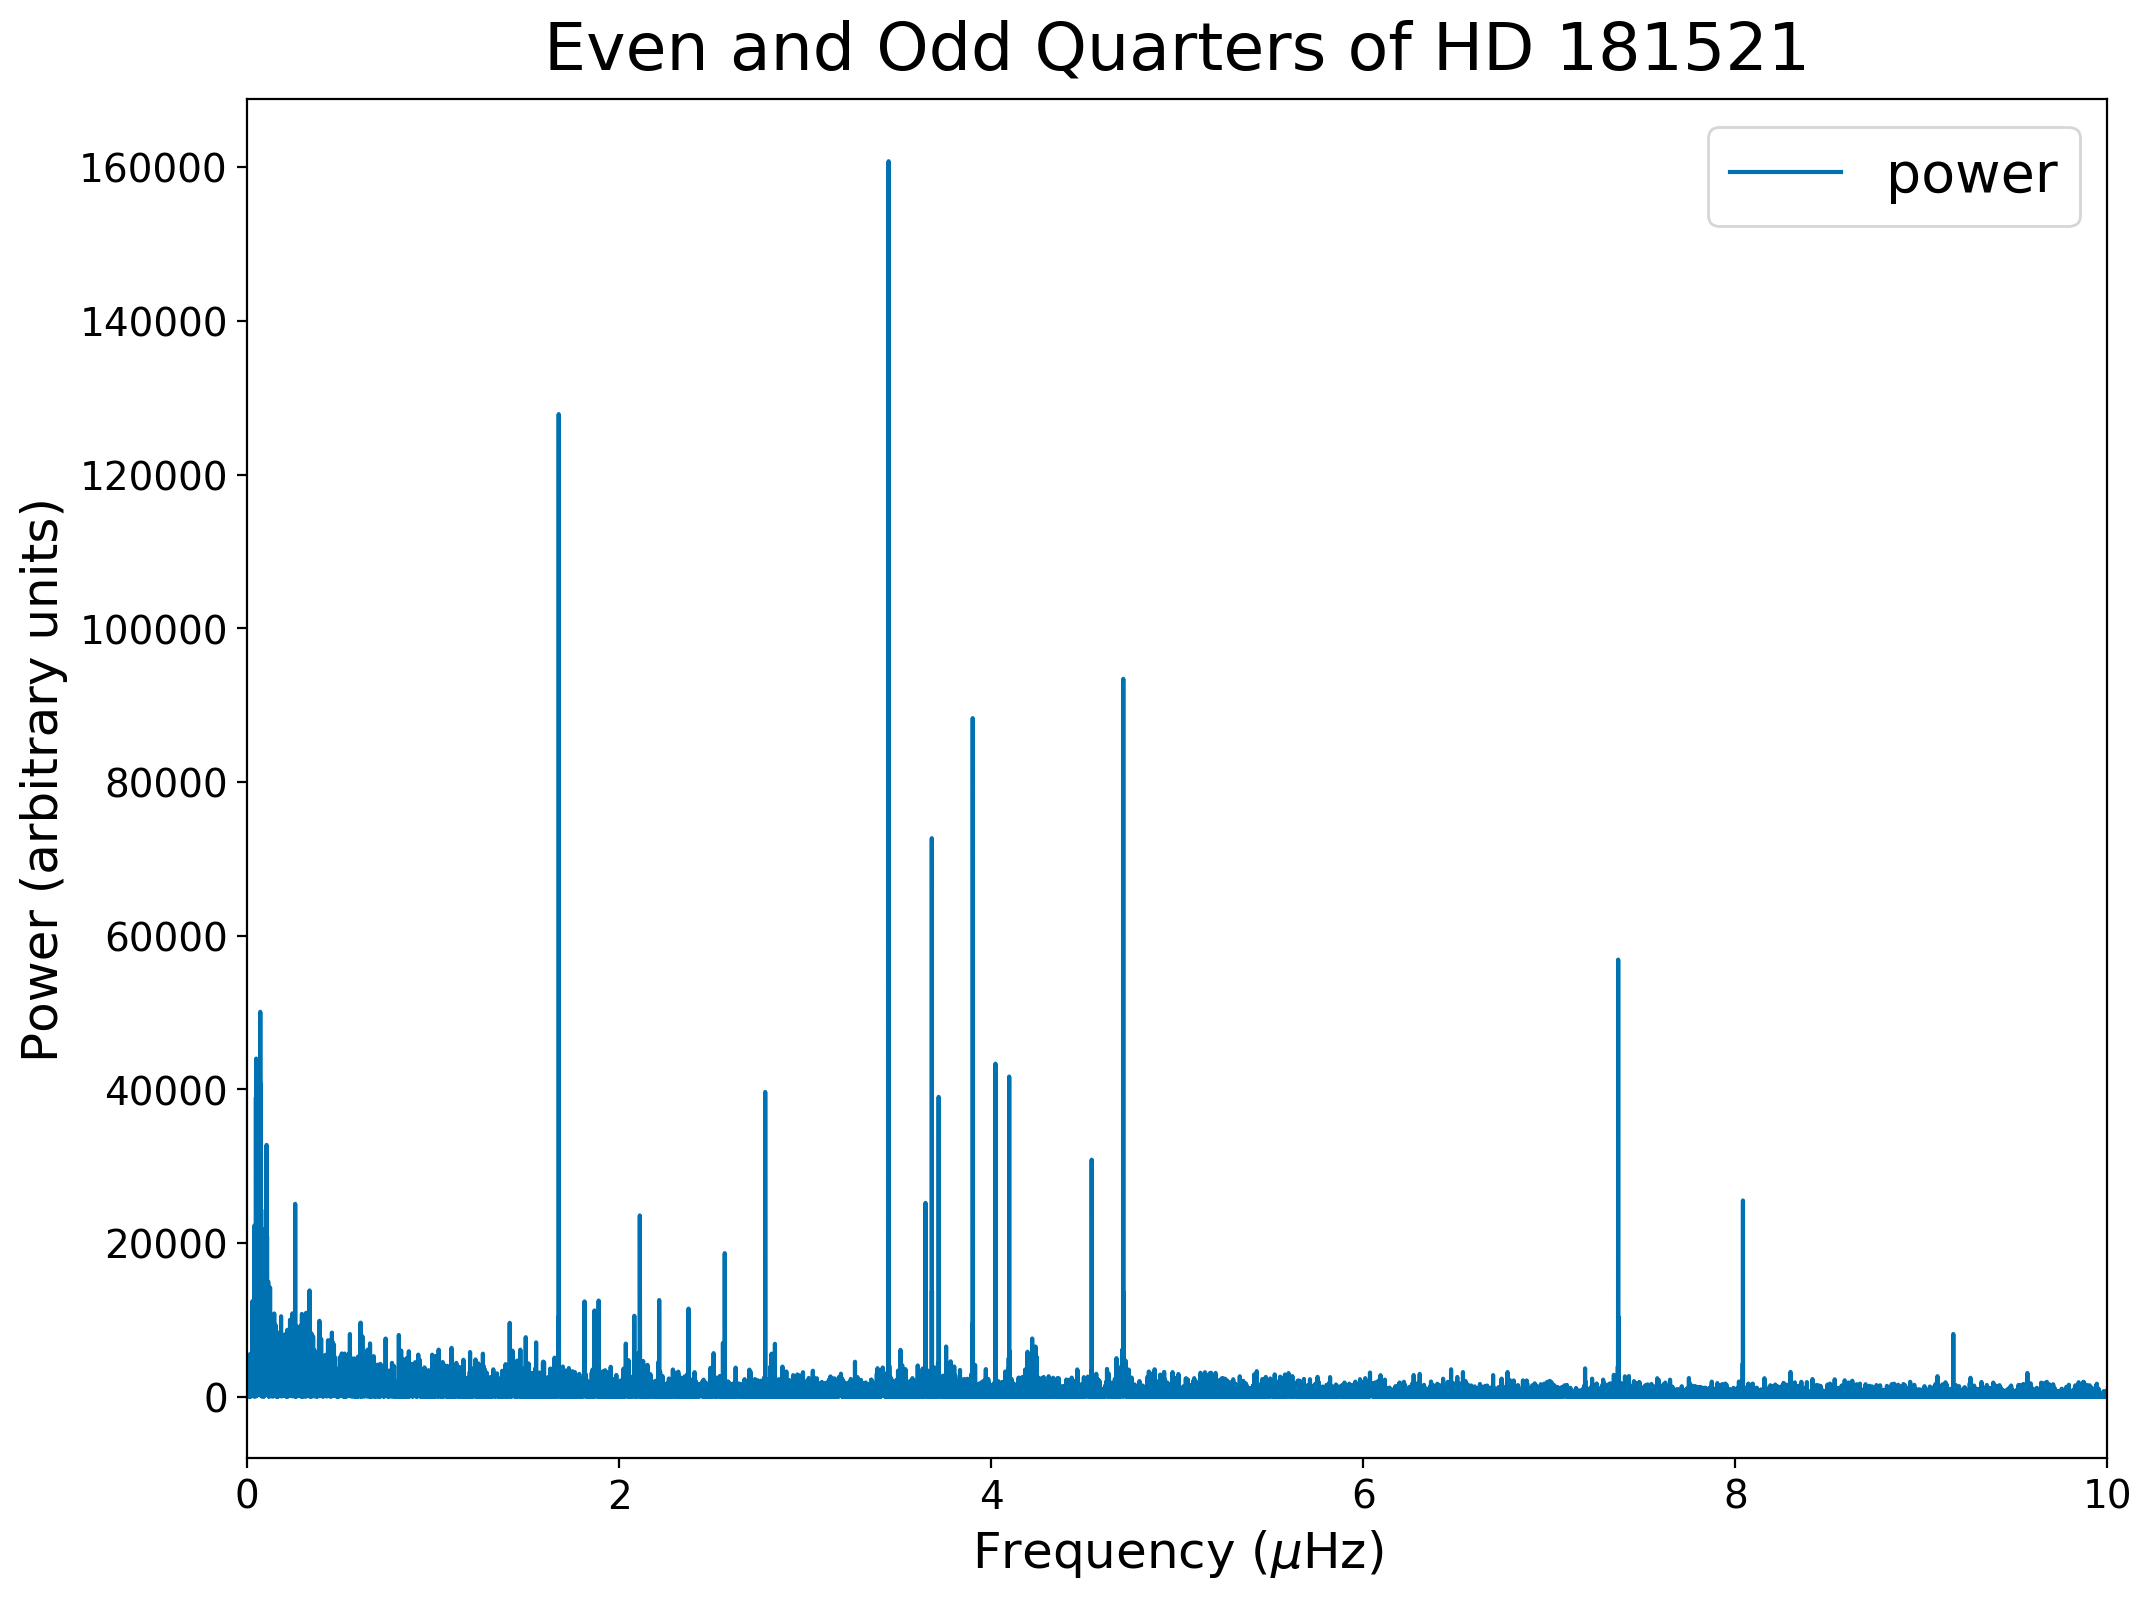 Even and Odd Quarters of HD 181521
power
160000
140000
120000
100000
80000
60000
40000
20000
0
Power (arbitrary units)
0 2 4 6 8 10
Frequency (μHz)